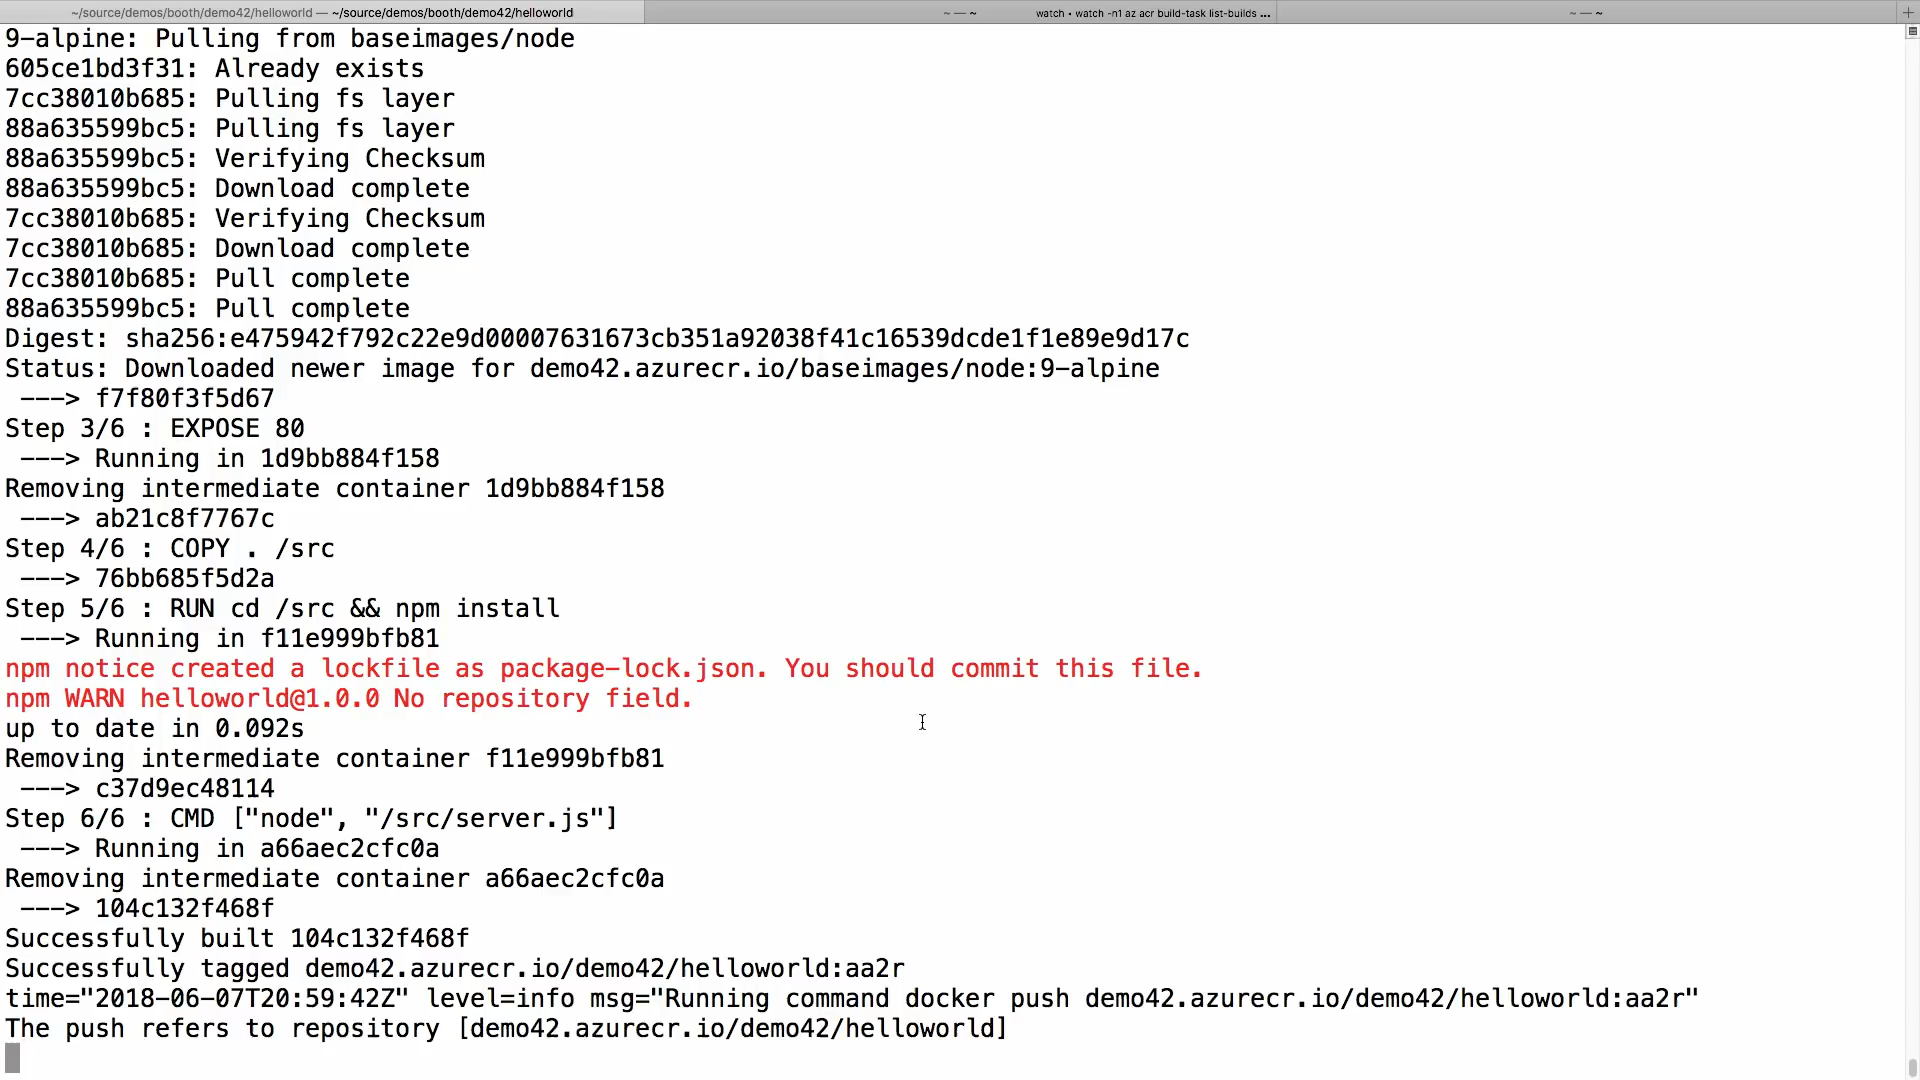 ~/source/demos/booth/demo42/helloworld — ~/source/demos/booth/demo42/helloworld
~ — ~
watch • watch -n1 az acr build-task list-builds ...
~ — ~
9-alpine: Pulling from baseimages/node
605ce1bd3f31: Already exists
7cc38010b685: Pulling fs layer
88a635599bc5: Pulling fs layer
88a635599bc5: Verifying Checksum
88a635599bc5: Download complete
7cc38010b685: Verifying Checksum
7cc38010b685: Download complete
7cc38010b685: Pull complete
88a635599bc5: Pull complete
Digest: sha256:e475942f792c22e9d00007631673cb351a92038f41c16539dcde1f1e89e9d17c
Status: Downloaded newer image for demo42.azurecr.io/baseimages/node:9-alpine
 ---> f7f80f3f5d67
Step 3/6 : EXPOSE 80
 ---> Running in 1d9bb884f158
Removing intermediate container 1d9bb884f158
 ---> ab21c8f7767c
Step 4/6 : COPY . /src
 ---> 76bb685f5d2a
Step 5/6 : RUN cd /src && npm install
 ---> Running in f11e999bfb81
npm notice created a lockfile as package-lock.json. You should commit this file.
npm WARN helloworld@1.0.0 No repository field.
up to date in 0.092s
Removing intermediate container f11e999bfb81
 ---> c37d9ec48114
Step 6/6 : CMD ["node", "/src/server.js"]
 ---> Running in a66aec2cfc0a
Removing intermediate container a66aec2cfc0a
 ---> 104c132f468f
Successfully built 104c132f468f
Successfully tagged demo42.azurecr.io/demo42/helloworld:aa2r
time="2018-06-07T20:59:42Z" level=info msg="Running command docker push demo42.azurecr.io/demo42/helloworld:aa2r"
The push refers to repository [demo42.azurecr.io/demo42/helloworld]